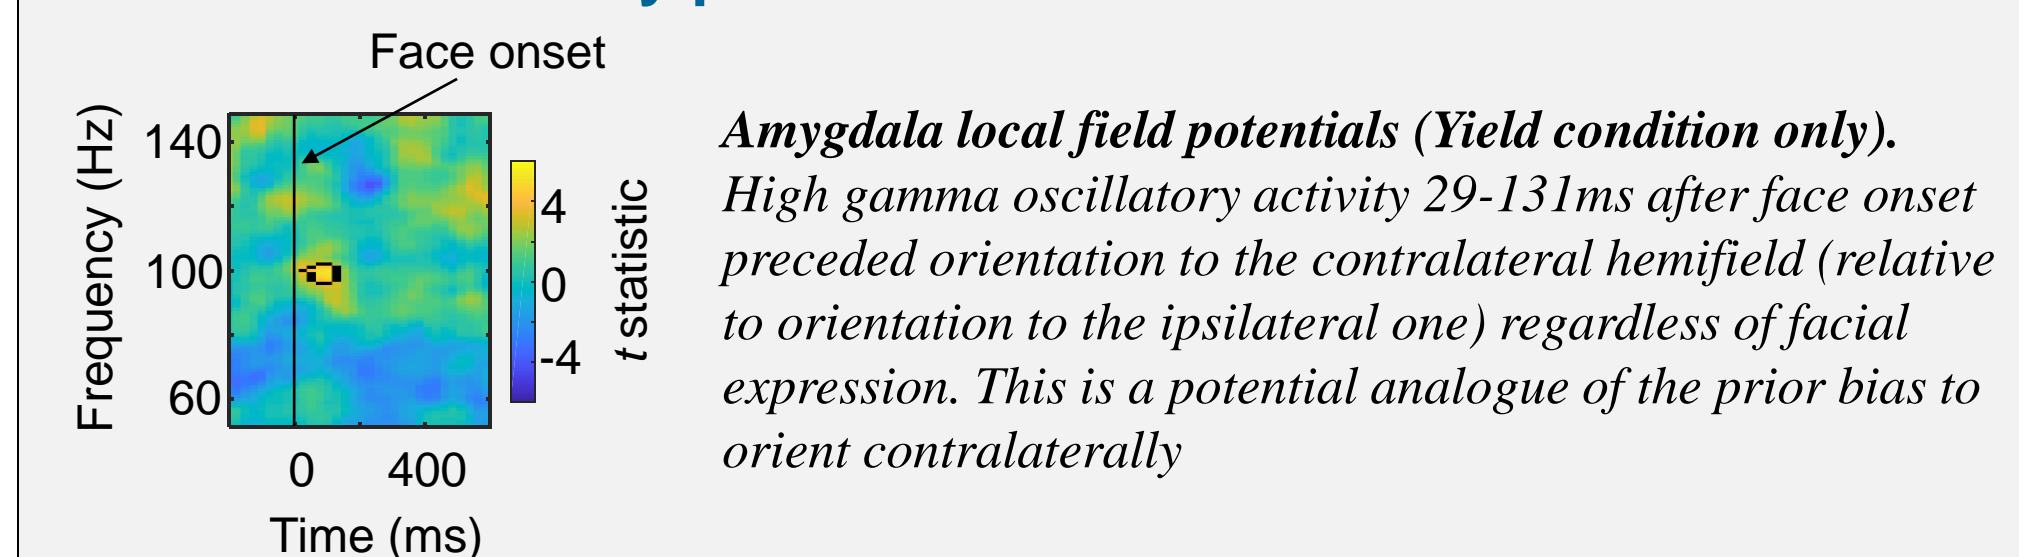 Face onset
Frequency (Hz)
140
100
60
0 400
Time (ms)
4
0
-4
t statistic
Amygdala local field potentials (Yield condition only).
High gamma oscillatory activity 29-131ms after face onset
preceded orientation to the contralateral hemifield (relative
to orientation to the ipsilateral one) regardless of facial
expression. This is a potential analogue of the prior bias to
orient contralaterally